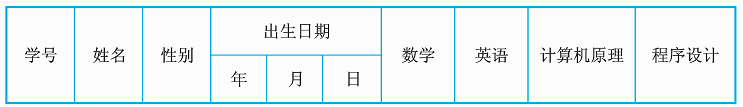 学号 姓名 性别 出生日期 数学 英语 计算机原理 程序设计
年 月 日